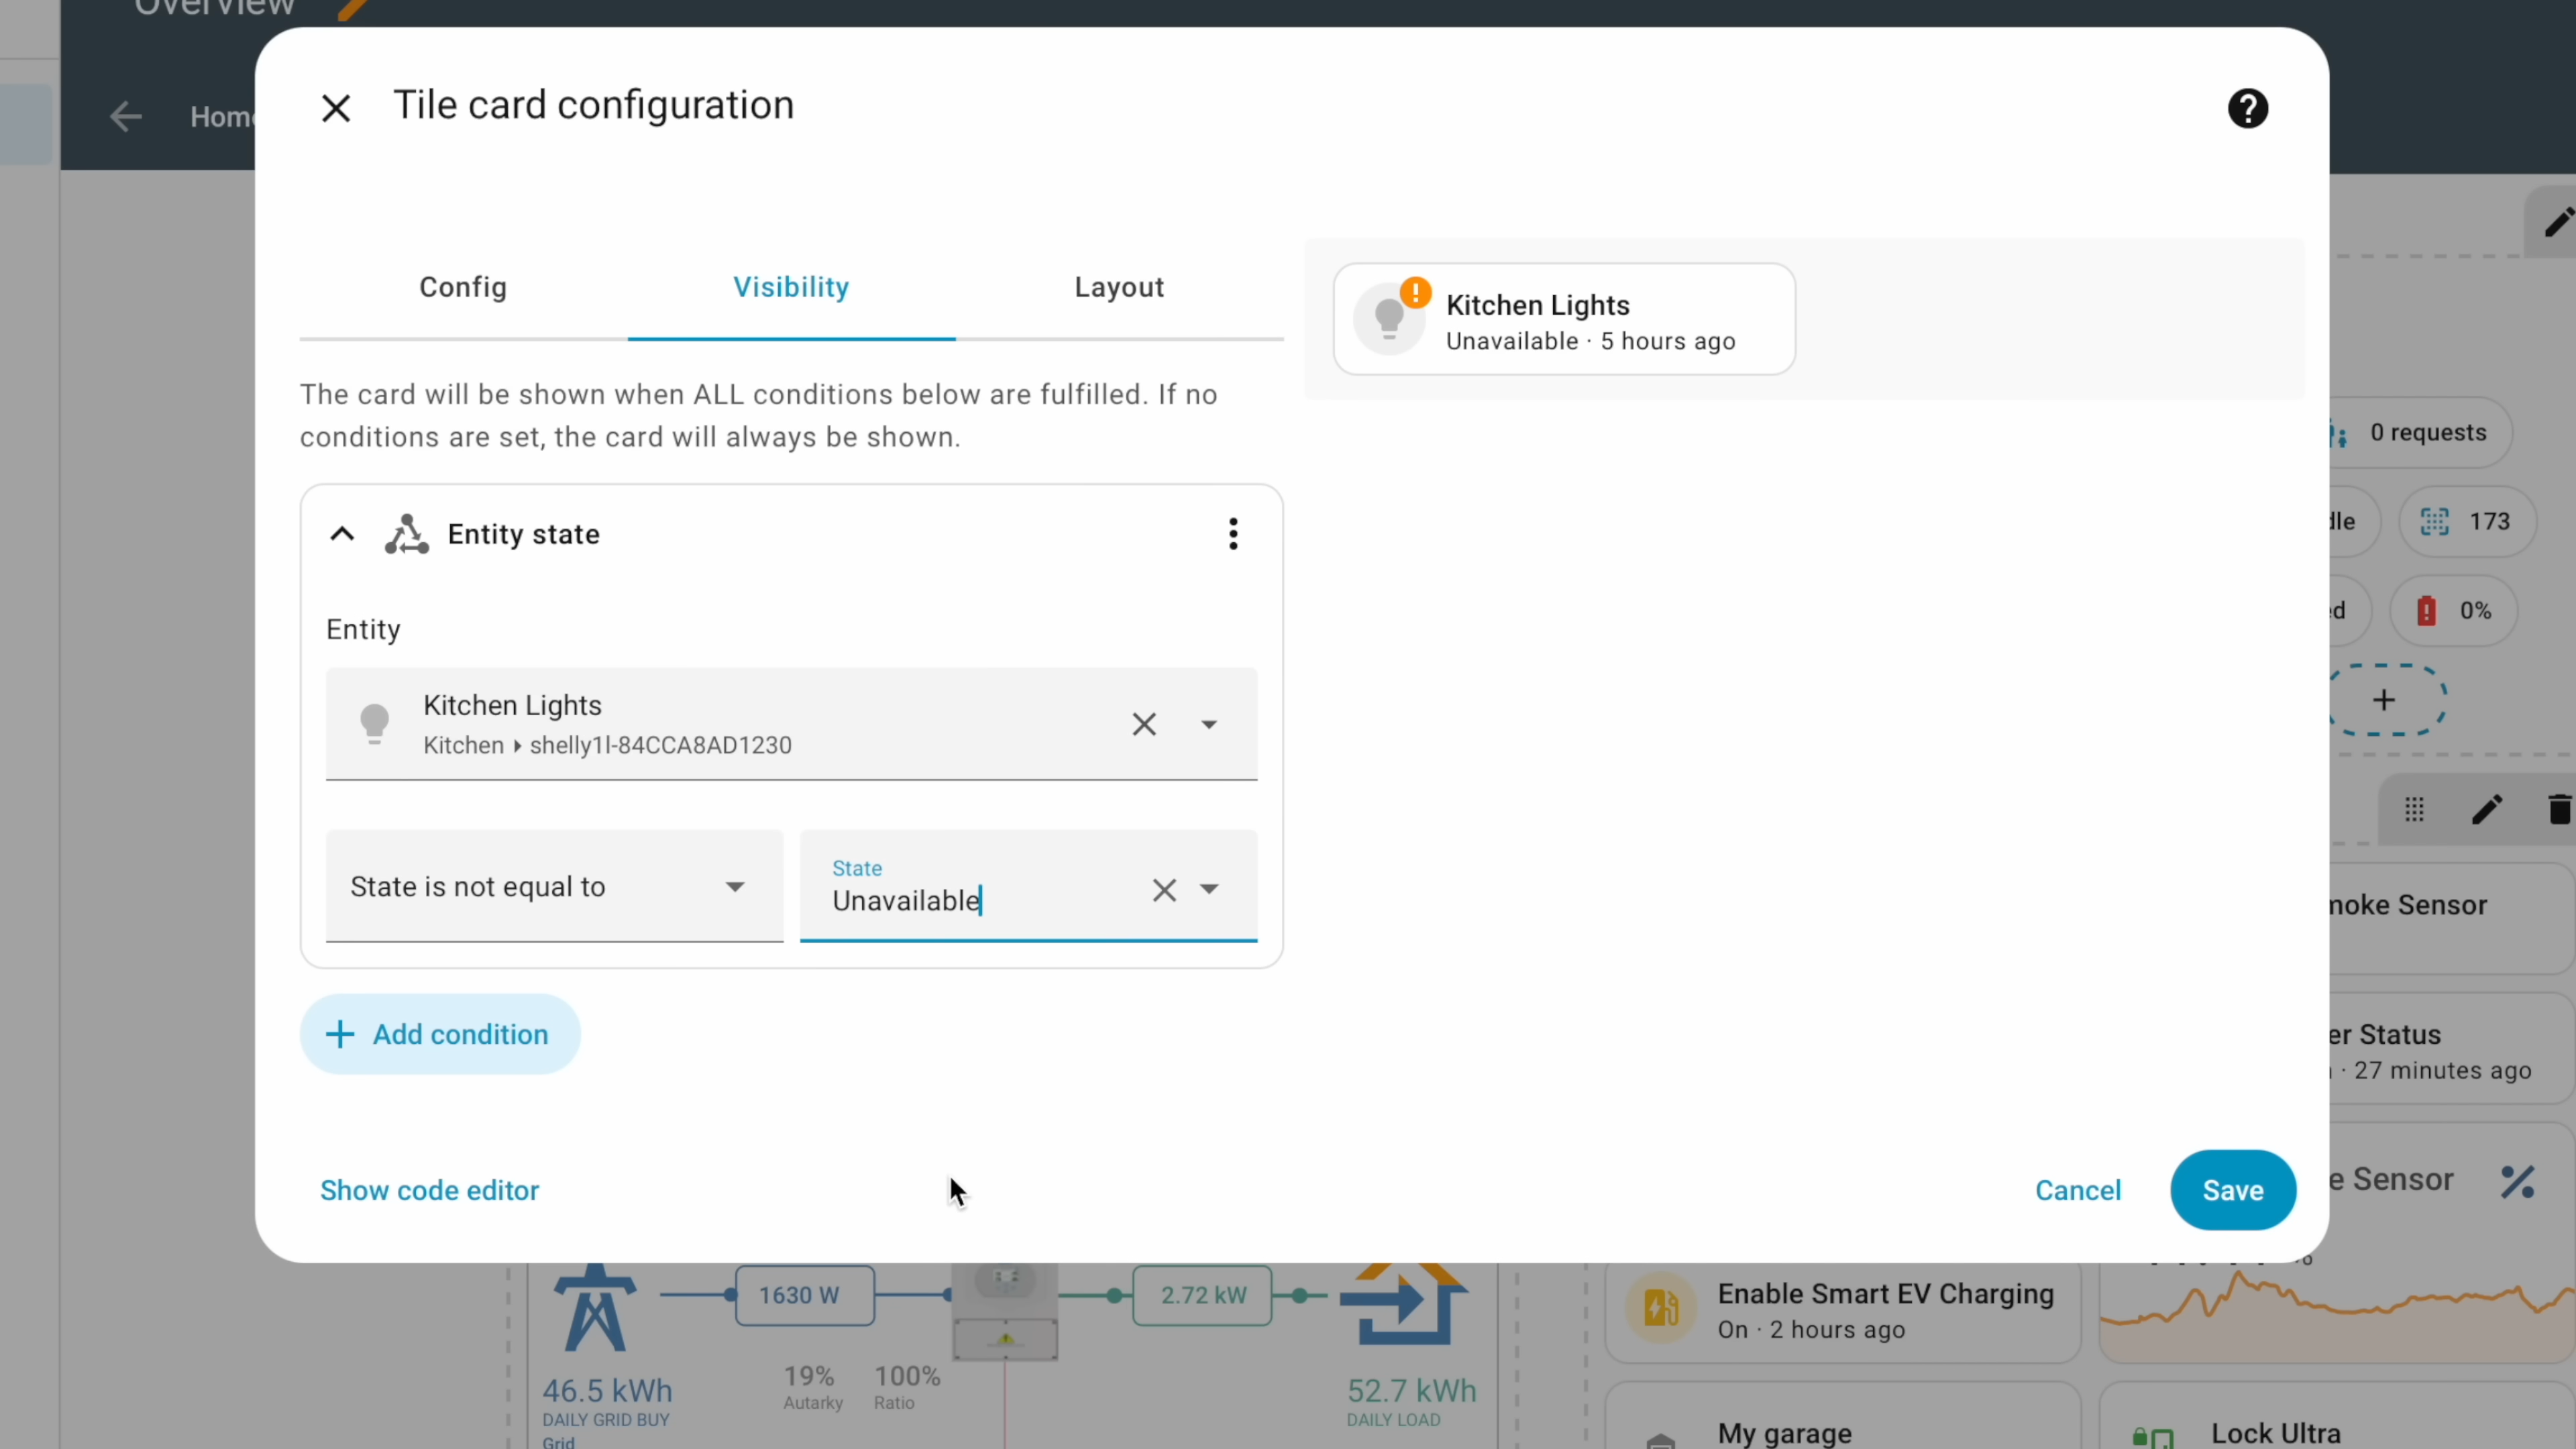 Overview
Home
Tile card configuration
Config
Visibility
Layout
The card will be shown when ALL conditions below are fulfilled. If no
conditions are set, the card will always be shown.
Entity state
Entity
Kitchen Lights
Kitchen ▸ shelly1l-84CCA8AD1230
State is not equal to
State
Unavailable
Add condition
Show code editor
Cancel
Save
Kitchen Lights
Unavailable · 5 hours ago
0 requests
173
0%
Sensor
Status
· 27 minutes ago
Sensor
1630 W
2.72 kW
19%
Autarky
100%
Ratio
46.5 kWh
DAILY GRID BUY
Grid
52.7 kWh
DAILY LOAD
Enable Smart EV Charging
On · 2 hours ago
My garage
Lock Ultra